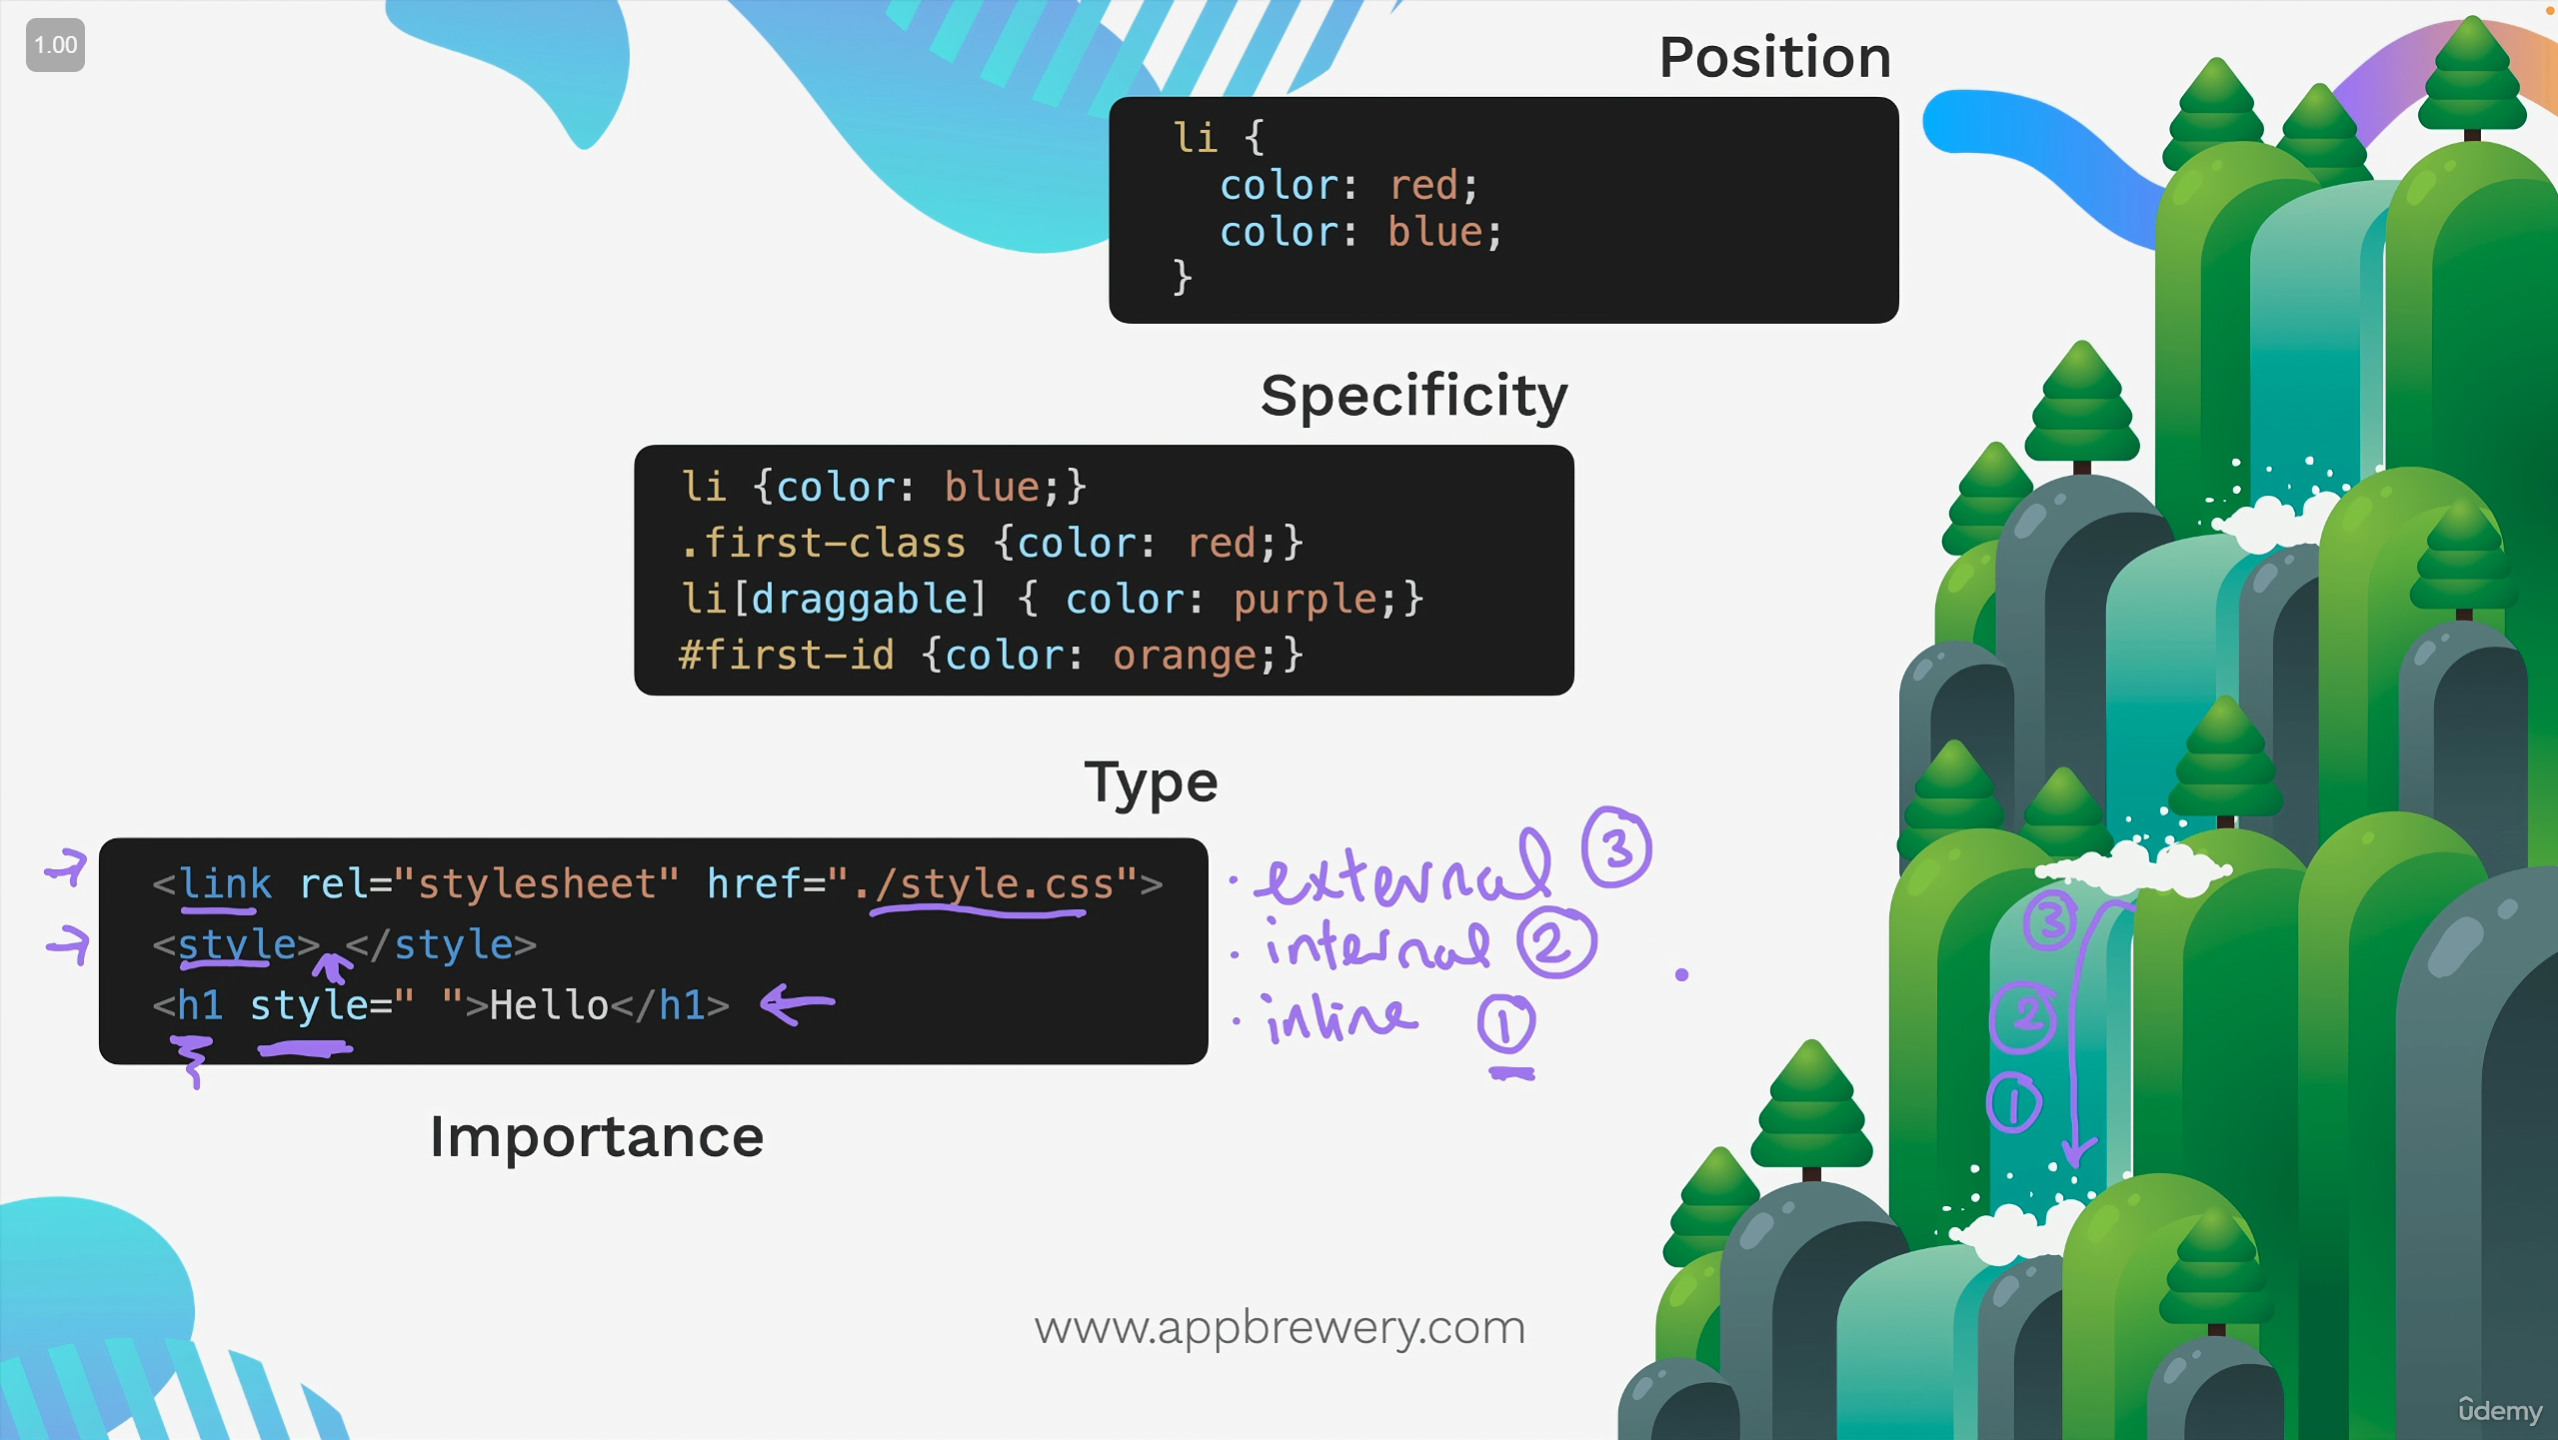 1.00
Position
li {
color: red;
color: blue;
}
Specificity
li {color: blue;}
.first-class {color: red;}
li[draggable] { color: purple;}
#first-id {color: orange;}
Type
<link rel="stylesheet" href="./style.css">
<style> </style>
<h1 style=" ">Hello</h1>
· external ③
· internal ②
· inline ①
③
②
①
Importance
www.appbrewery.com
ûdemy